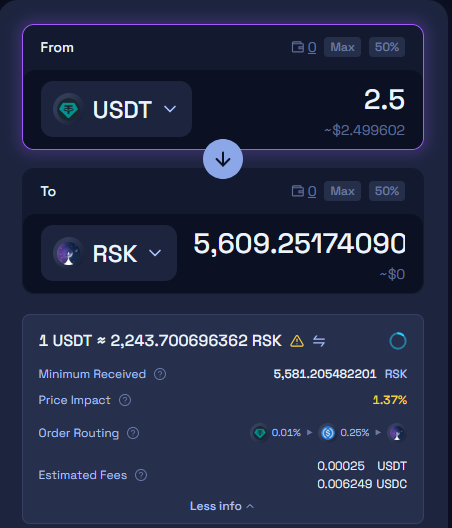 From 0 Max 50%
USDT 2.5
~$2.499602
To 0 Max 50%
RSK 5,609.25174090
~$0
1 USDT ≈ 2,243.700696362 RSK
Minimum Received 5,581.205482201 RSK
Price Impact 1.37%
Order Routing 0.01% 0.25%
Estimated Fees 0.00025 USDT
0.006249 USDC
Less info